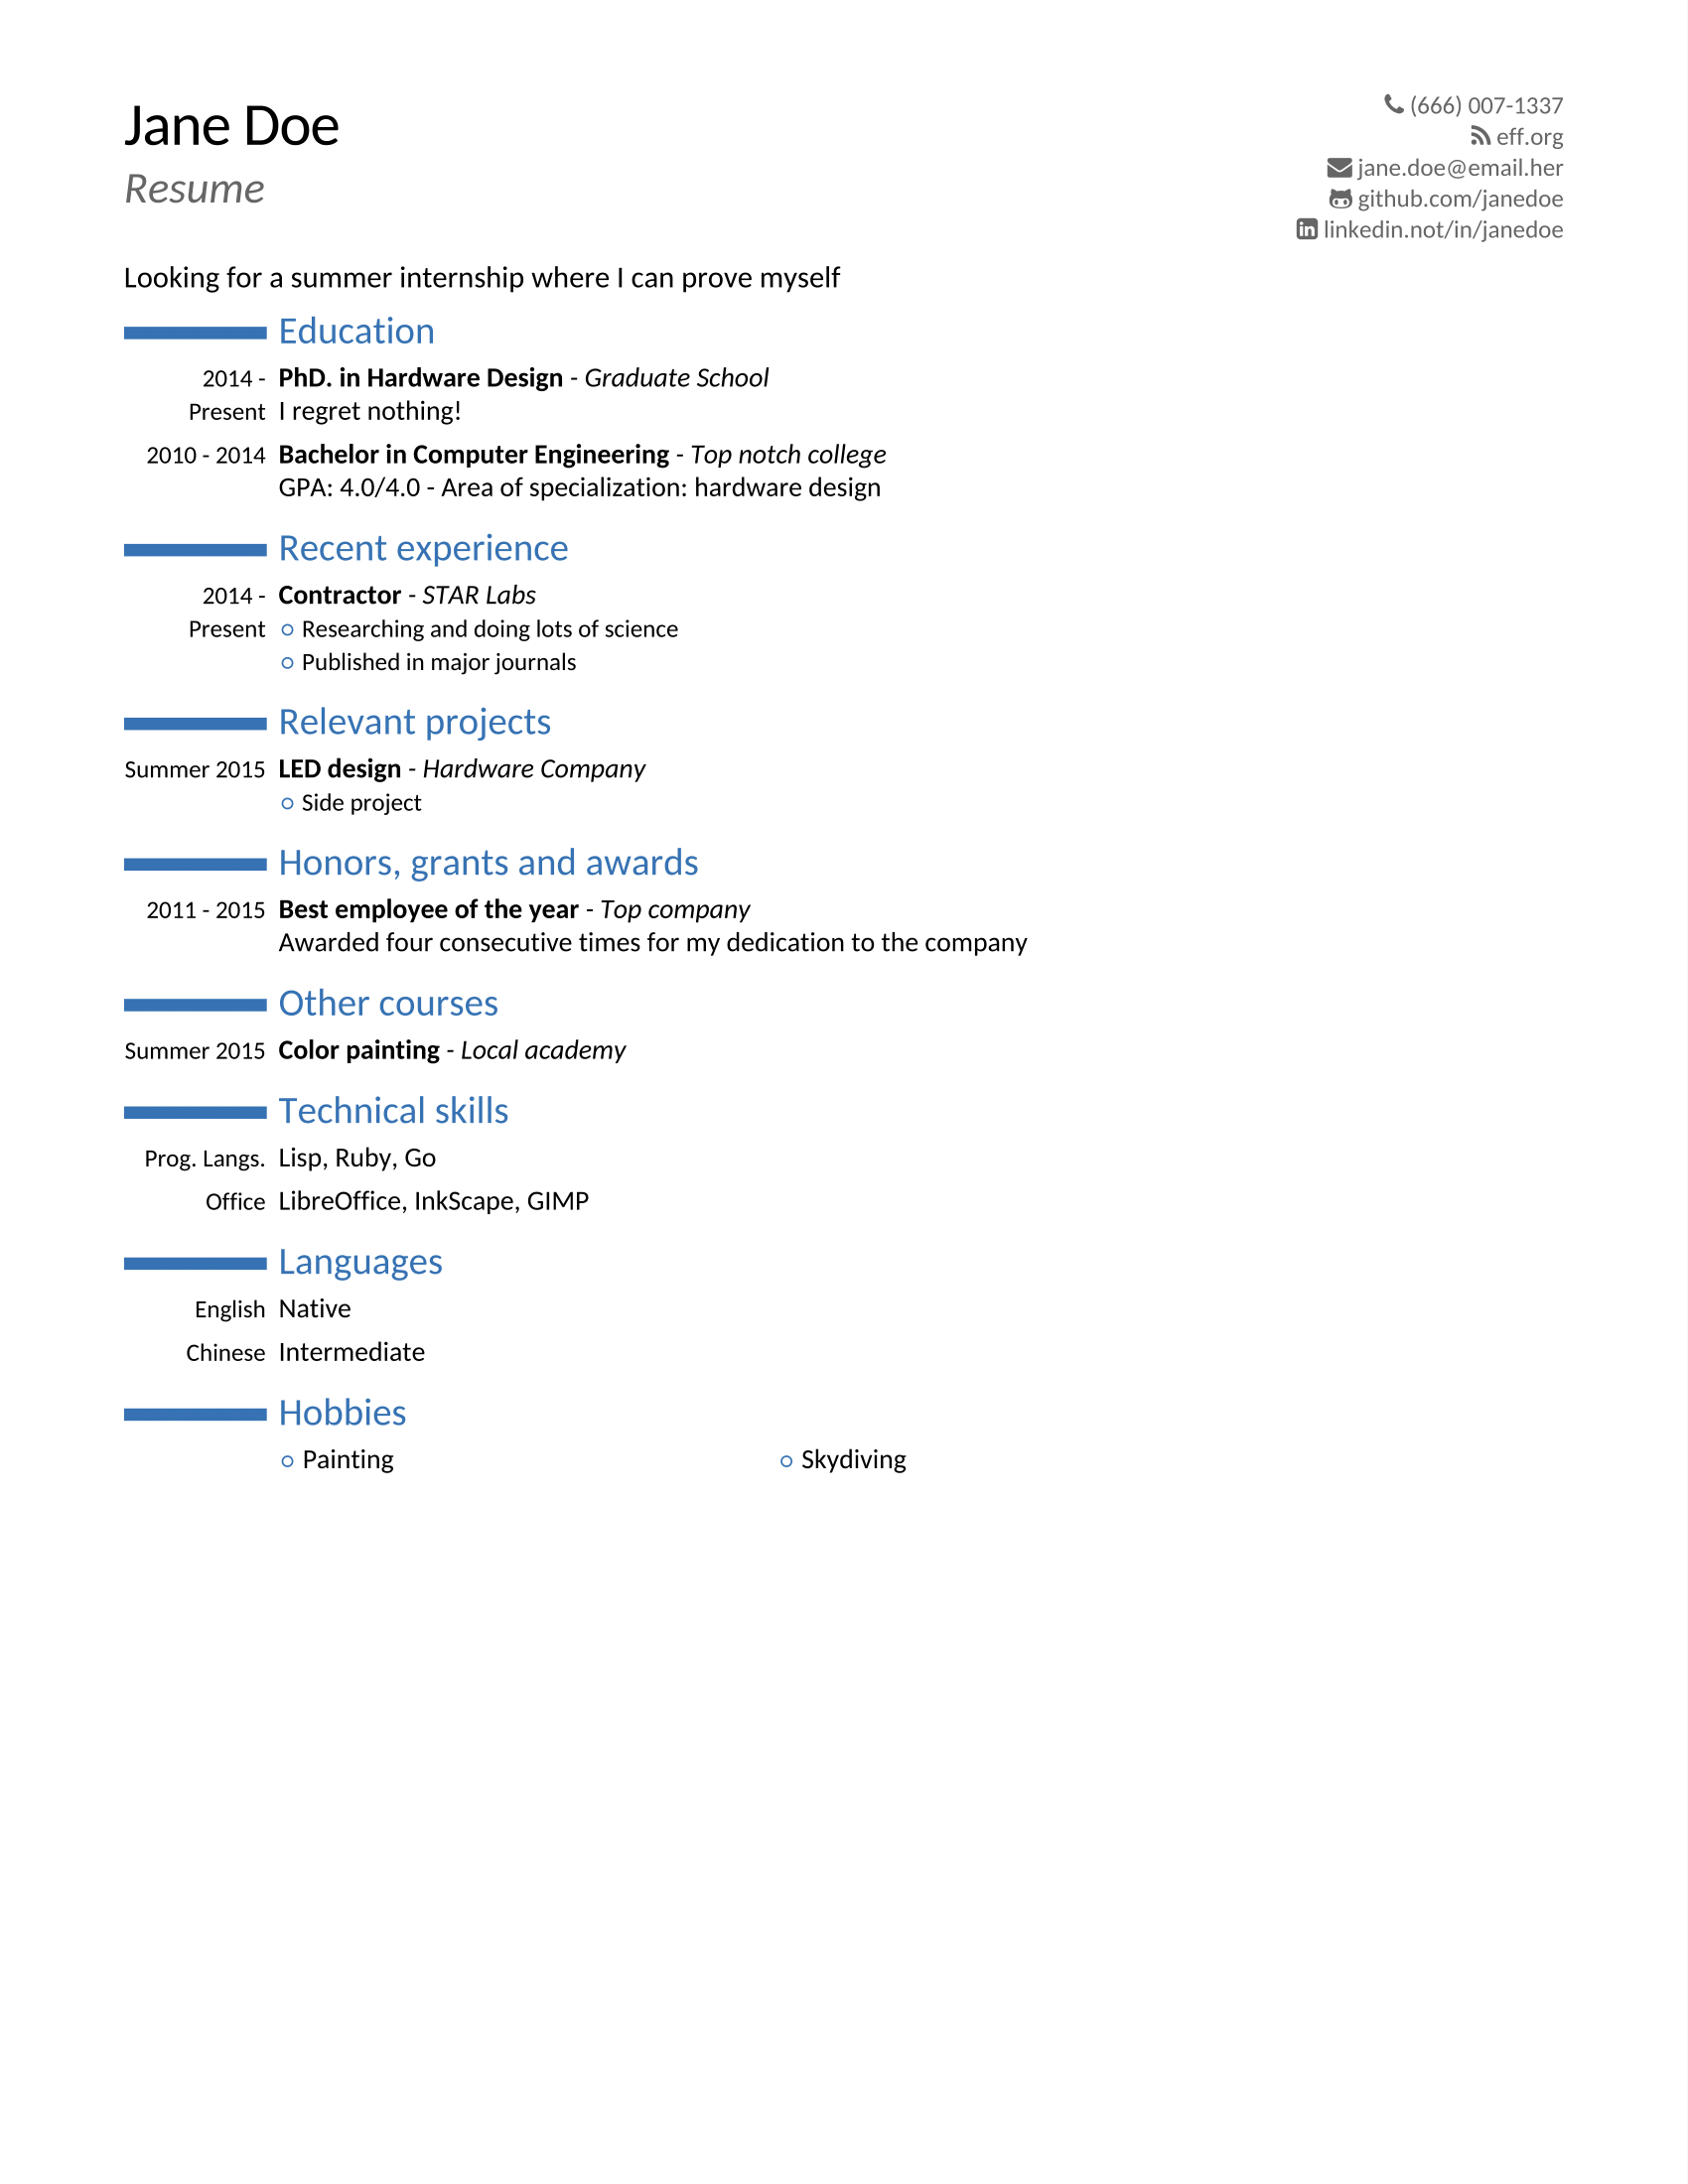 Jane Doe
Resume
(666) 007-1337
eff.org
jane.doe@email.her
github.com/janedoe
linkedin.not/in/janedoe
Looking for a summer internship where I can prove myself
Education
2014 - PhD. in Hardware Design - Graduate School
Present I regret nothing!
2010 - 2014 Bachelor in Computer Engineering - Top notch college
GPA: 4.0/4.0 - Area of specialization: hardware design
Recent experience
2014 - Contractor - STAR Labs
Present ○ Researching and doing lots of science
○ Published in major journals
Relevant projects
Summer 2015 LED design - Hardware Company
○ Side project
Honors, grants and awards
2011 - 2015 Best employee of the year - Top company
Awarded four consecutive times for my dedication to the company
Other courses
Summer 2015 Color painting - Local academy
Technical skills
Prog. Langs. Lisp, Ruby, Go
Office LibreOffice, InkScape, GIMP
Languages
English Native
Chinese Intermediate
Hobbies
○ Painting ○ Skydiving